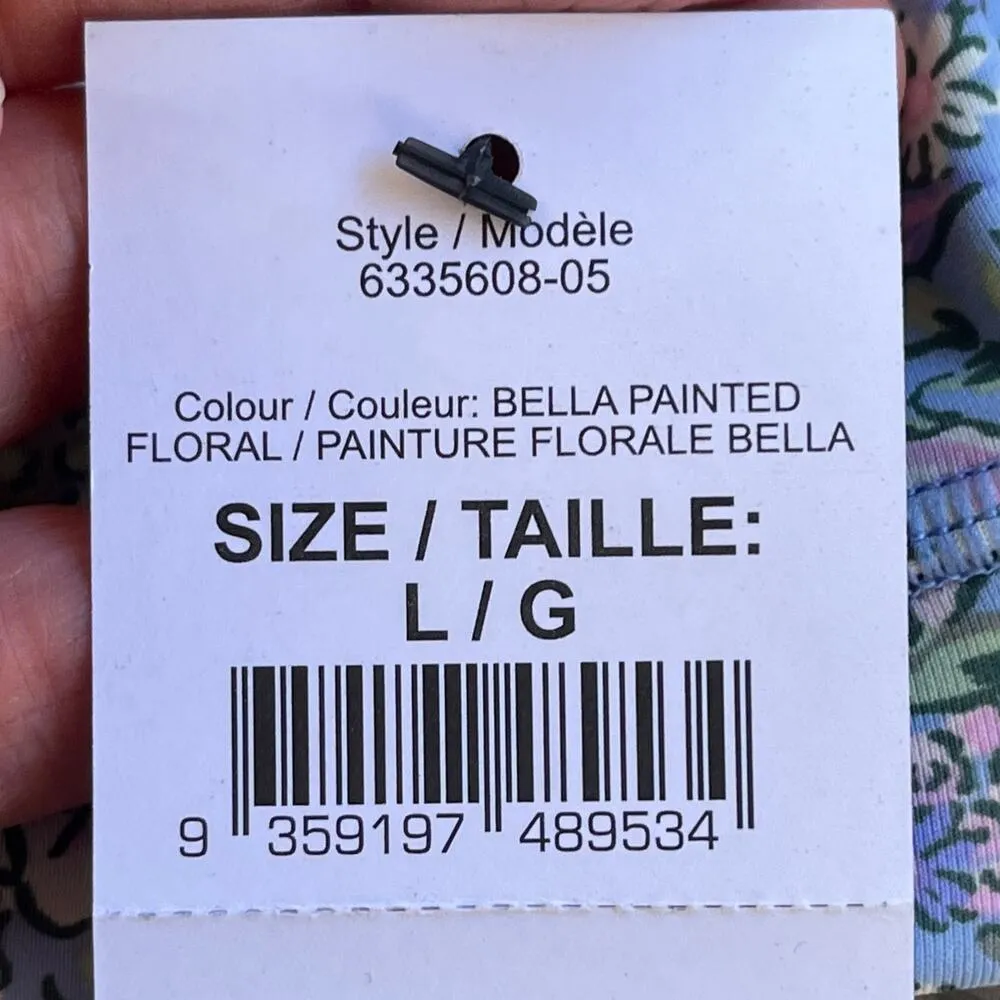 Style / Modèle
6335608-05
Colour / Couleur: BELLA PAINTED
FLORAL / PAINTURE FLORALE BELLA
SIZE / TAILLE:
L / G
9 359197 489534